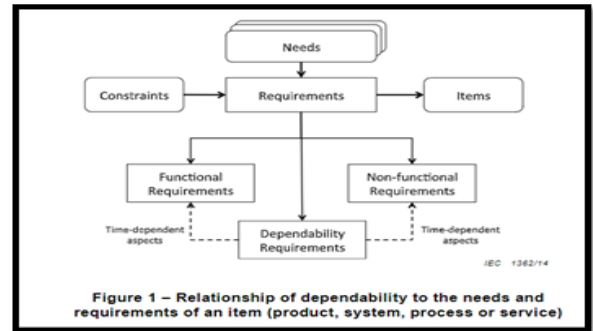 Needs
Constraints
Requirements
Items
Functional
Requirements
Non-functional
Requirements
Time-dependent
aspects
Dependability
Requirements
Time-dependent
aspects
IEC 1362/14
Figure 1 – Relationship of dependability to the needs and
requirements of an item (product, system, process or service)